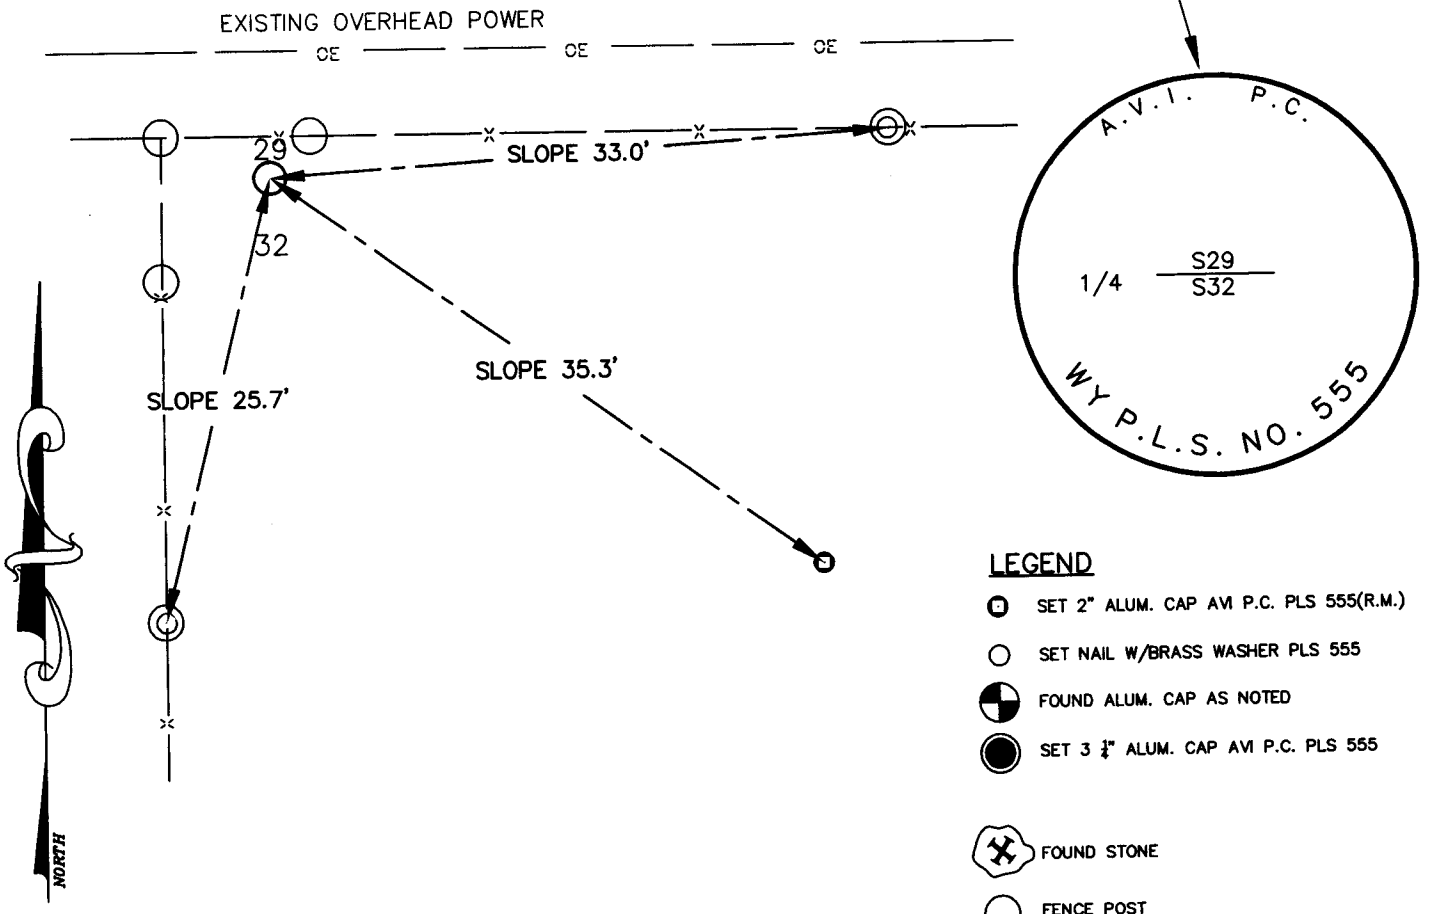 EXISTING OVERHEAD POWER
OE OE OE
A.V.I. P.C.
29
SLOPE 33.0'
32
1/4 S29
S32
SLOPE 35.3'
SLOPE 25.7'
WY P.L.S. NO. 555
LEGEND
SET 2" ALUM. CAP AVI P.C. PLS 555(R.M.)
SET NAIL W/BRASS WASHER PLS 555
FOUND ALUM. CAP AS NOTED
SET 3 ¼" ALUM. CAP AVI P.C. PLS 555
FOUND STONE
FENCE POST
NORTH